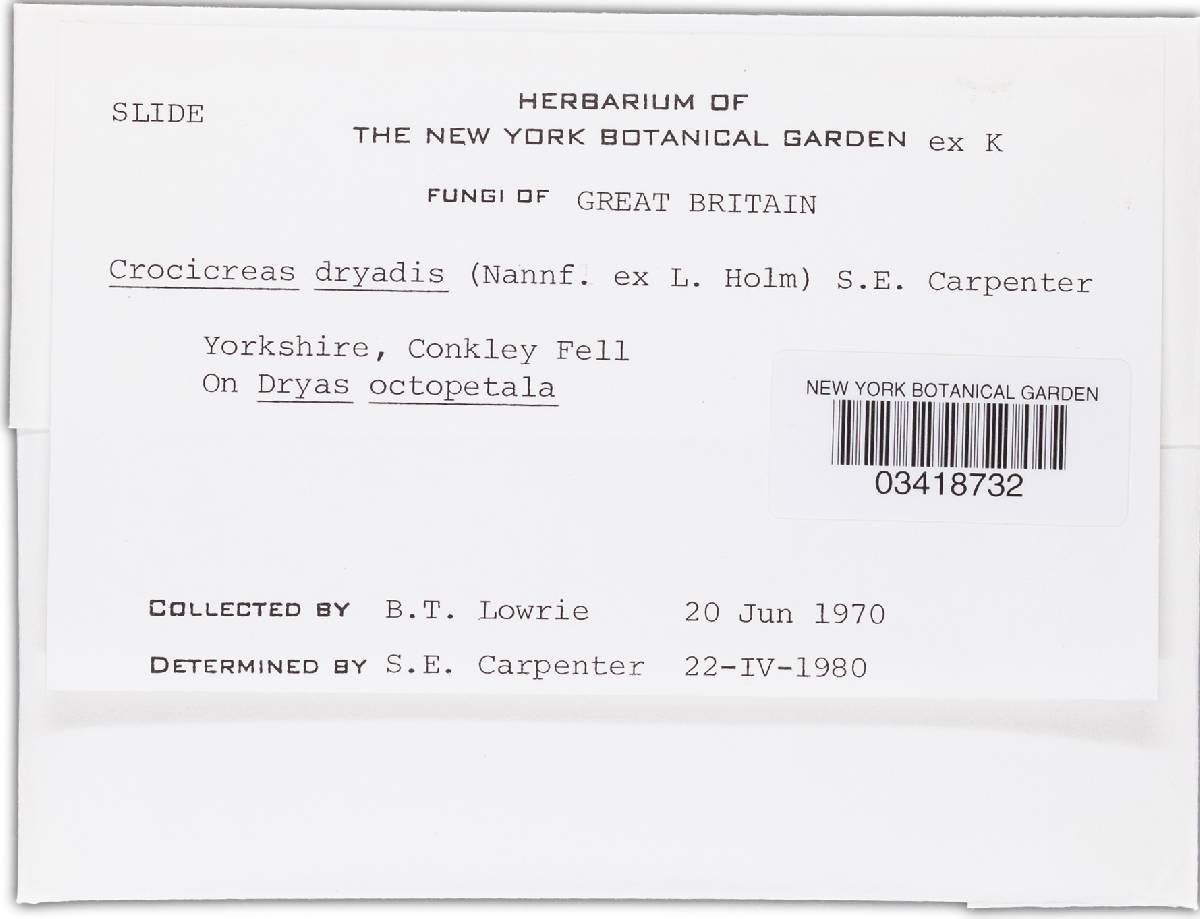 SLIDE
HERBARIUM OF
THE NEW YORK BOTANICAL GARDEN ex K
FUNGI OF GREAT BRITAIN
Crocicreas dryadis (Nannf. ex L. Holm) S.E. Carpenter
Yorkshire, Conkley Fell
On Dryas octopetala
NEW YORK BOTANICAL GARDEN
03418732
COLLECTED BY B.T. Lowrie 20 Jun 1970
DETERMINED BY S.E. Carpenter 22-IV-1980